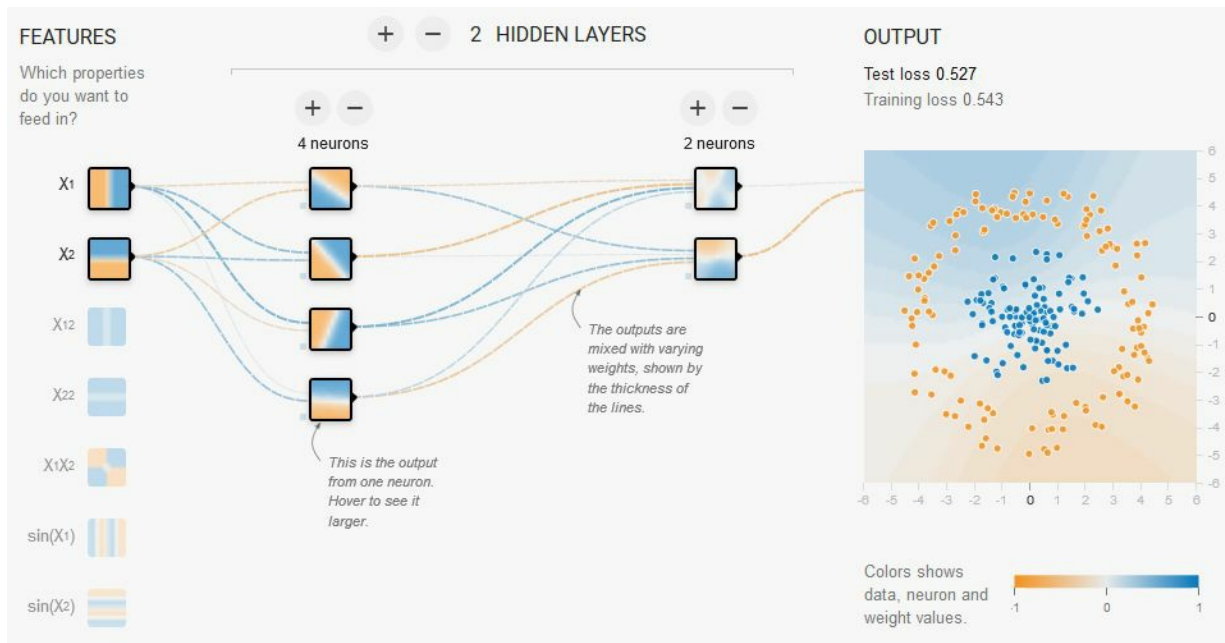 FEATURES
Which properties
do you want to
feed in?
+ − 2 HIDDEN LAYERS
+ −
4 neurons
+ −
2 neurons
OUTPUT
Test loss 0.527
Training loss 0.543
X1
X2
X12
X22
X1X2
sin(X1)
sin(X2)
This is the output
from one neuron.
Hover to see it
larger.
The outputs are
mixed with varying
weights, shown by
the thickness of
the lines.
6
5
4
3
2
1
0
-1
-2
-3
-4
-5
-6
-6 -5 -4 -3 -2 -1 0 1 2 3 4 5 6
Colors shows
data, neuron and
weight values.
-1 0 1